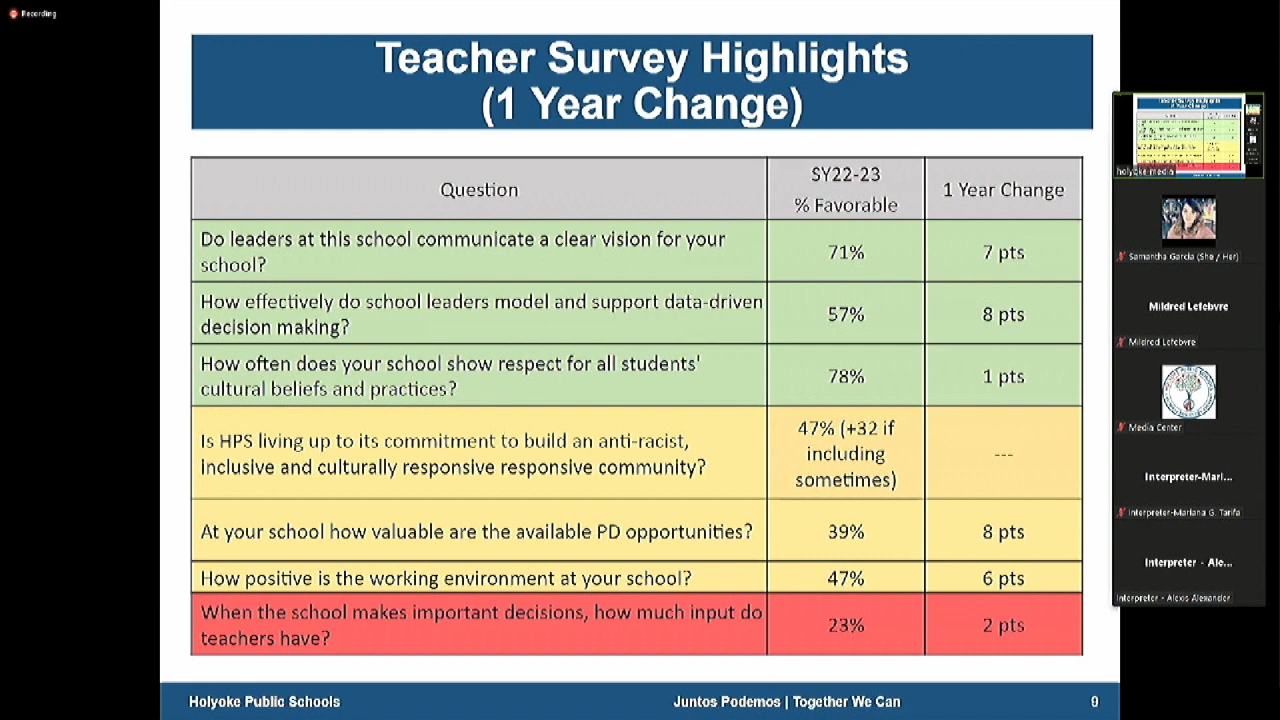 Recording
Teacher Survey Highlights
(1 Year Change)
Question
SY22-23
% Favorable
1 Year Change
Do leaders at this school communicate a clear vision for your
school?
71%
7 pts
How effectively do school leaders model and support data-driven
decision making?
57%
8 pts
How often does your school show respect for all students'
cultural beliefs and practices?
78%
1 pts
Is HPS living up to its commitment to build an anti-racist,
inclusive and culturally responsive responsive community?
47% (+32 if
including
sometimes)
---
At your school how valuable are the available PD opportunities?
39%
8 pts
How positive is the working environment at your school?
47%
6 pts
When the school makes important decisions, how much input do
teachers have?
23%
2 pts
Holyoke Public Schools
Juntos Podemos | Together We Can
9
holyoke media
Samantha Garcia (She / Her)
Mildred Lefebvre
Mildred Lefebvre
Media Center
Interpreter-Mari...
Interpreter-Mariana G. Tarifa
Interpreter - Ale...
Interpreter - Alexis Alexander